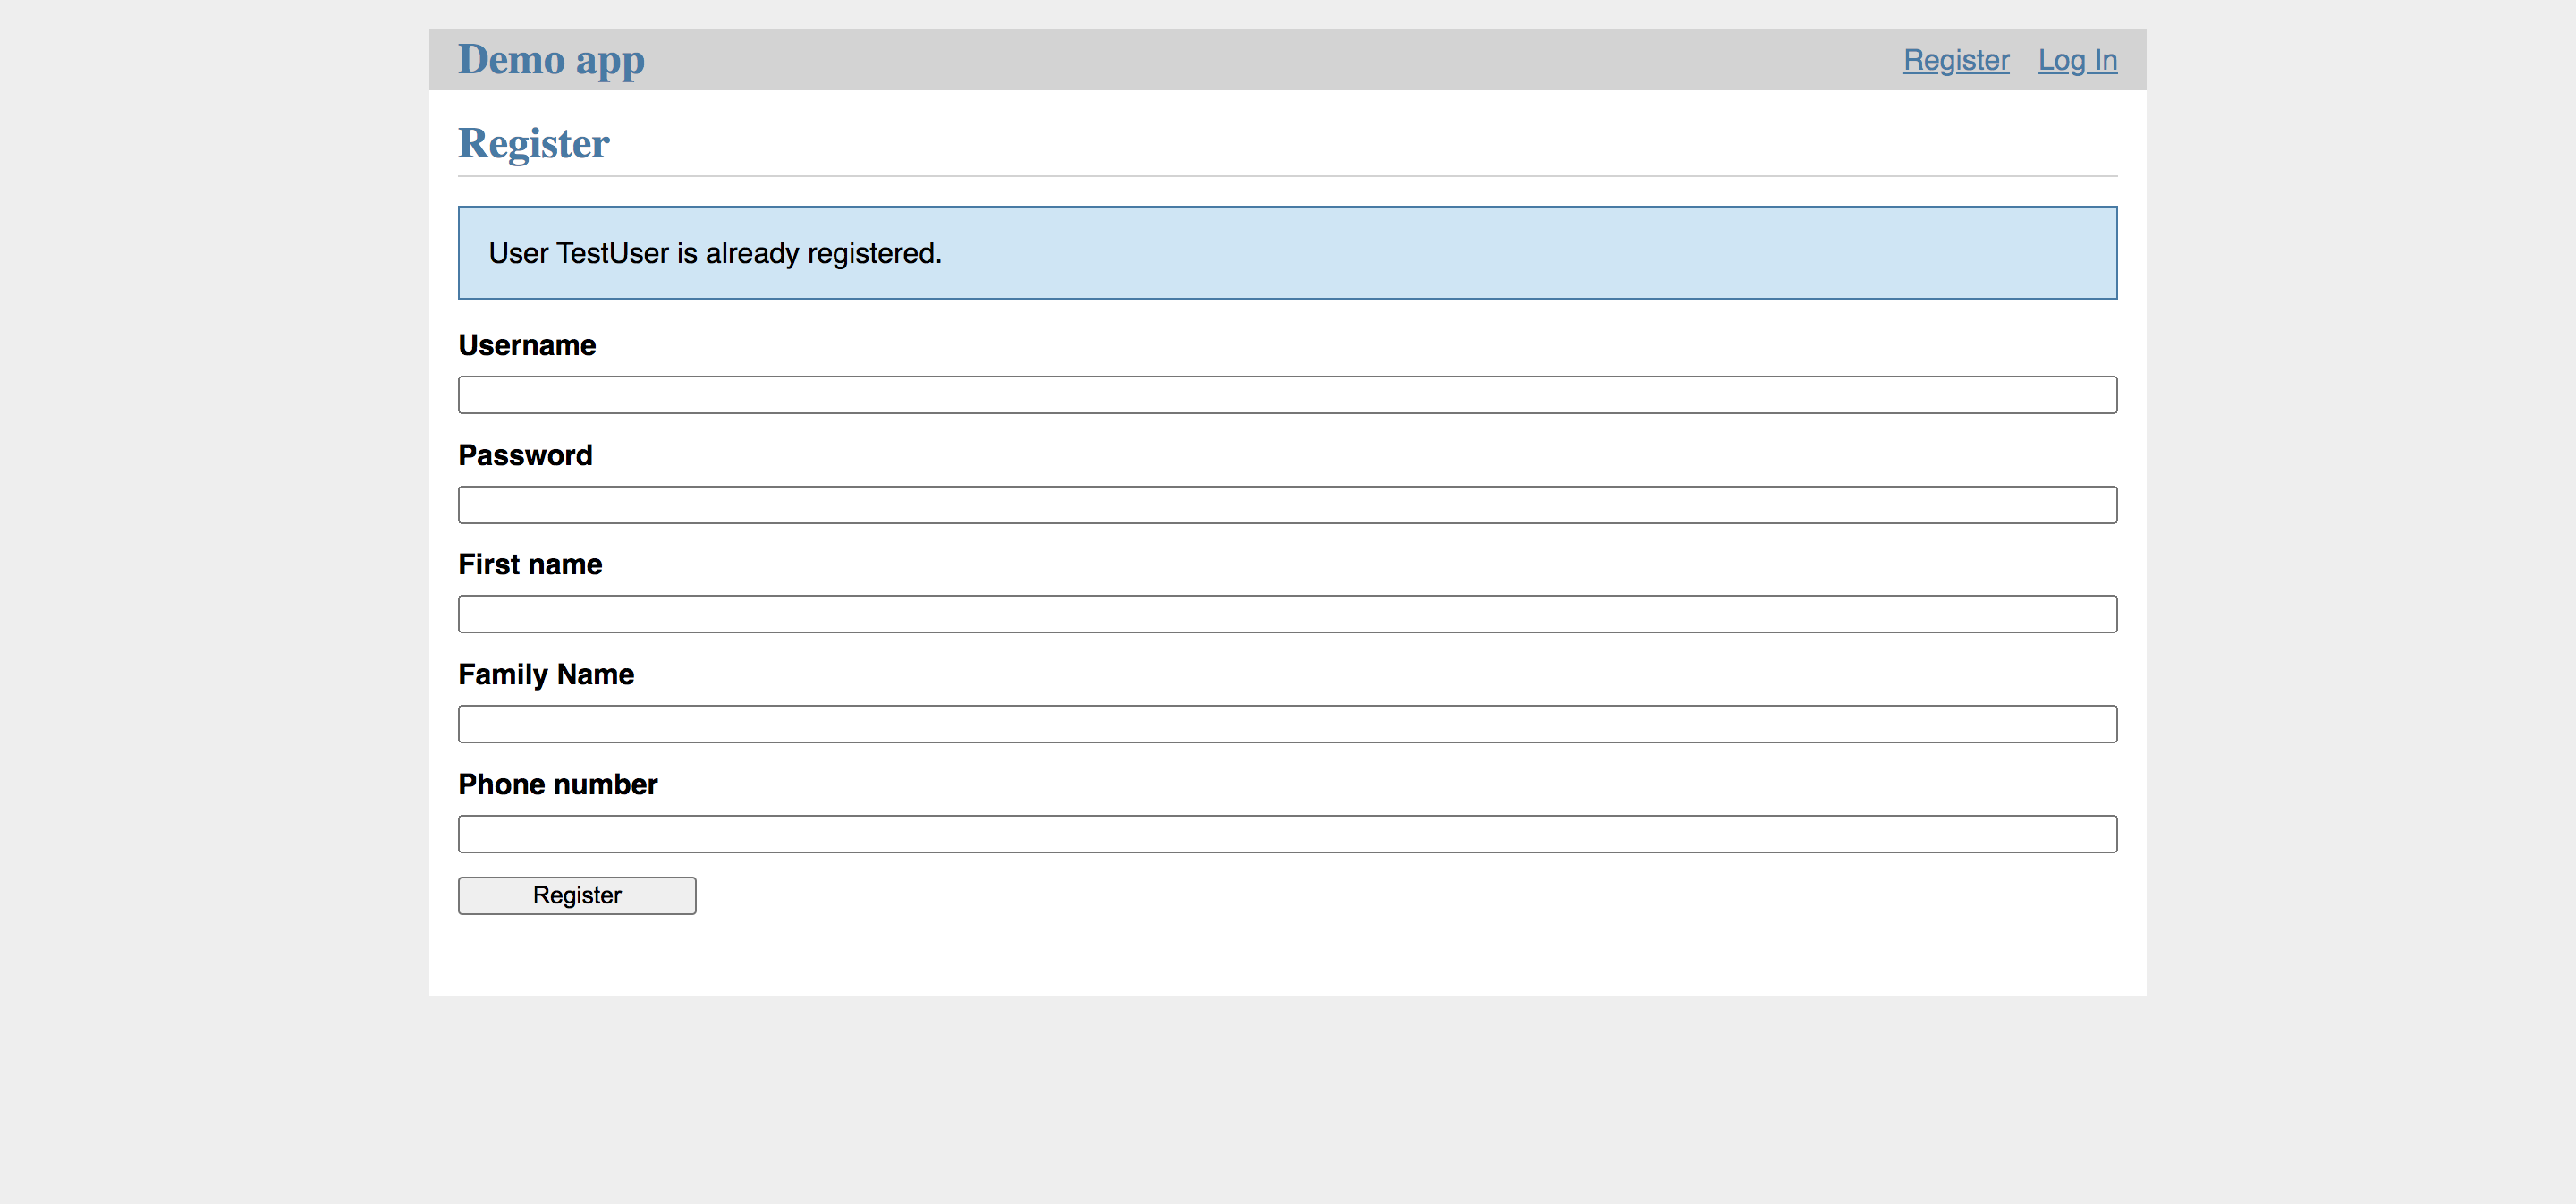 Demo app
Register Log In
Register
User TestUser is already registered.
Username
Password
First name
Family Name
Phone number
Register